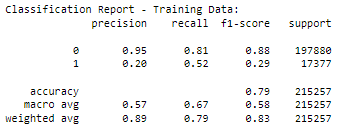 Classification Report - Training Data:
              precision    recall  f1-score   support

           0       0.95      0.81      0.88    197880
           1       0.20      0.52      0.29     17377

    accuracy                           0.79    215257
   macro avg       0.57      0.67      0.58    215257
weighted avg       0.89      0.79      0.83    215257